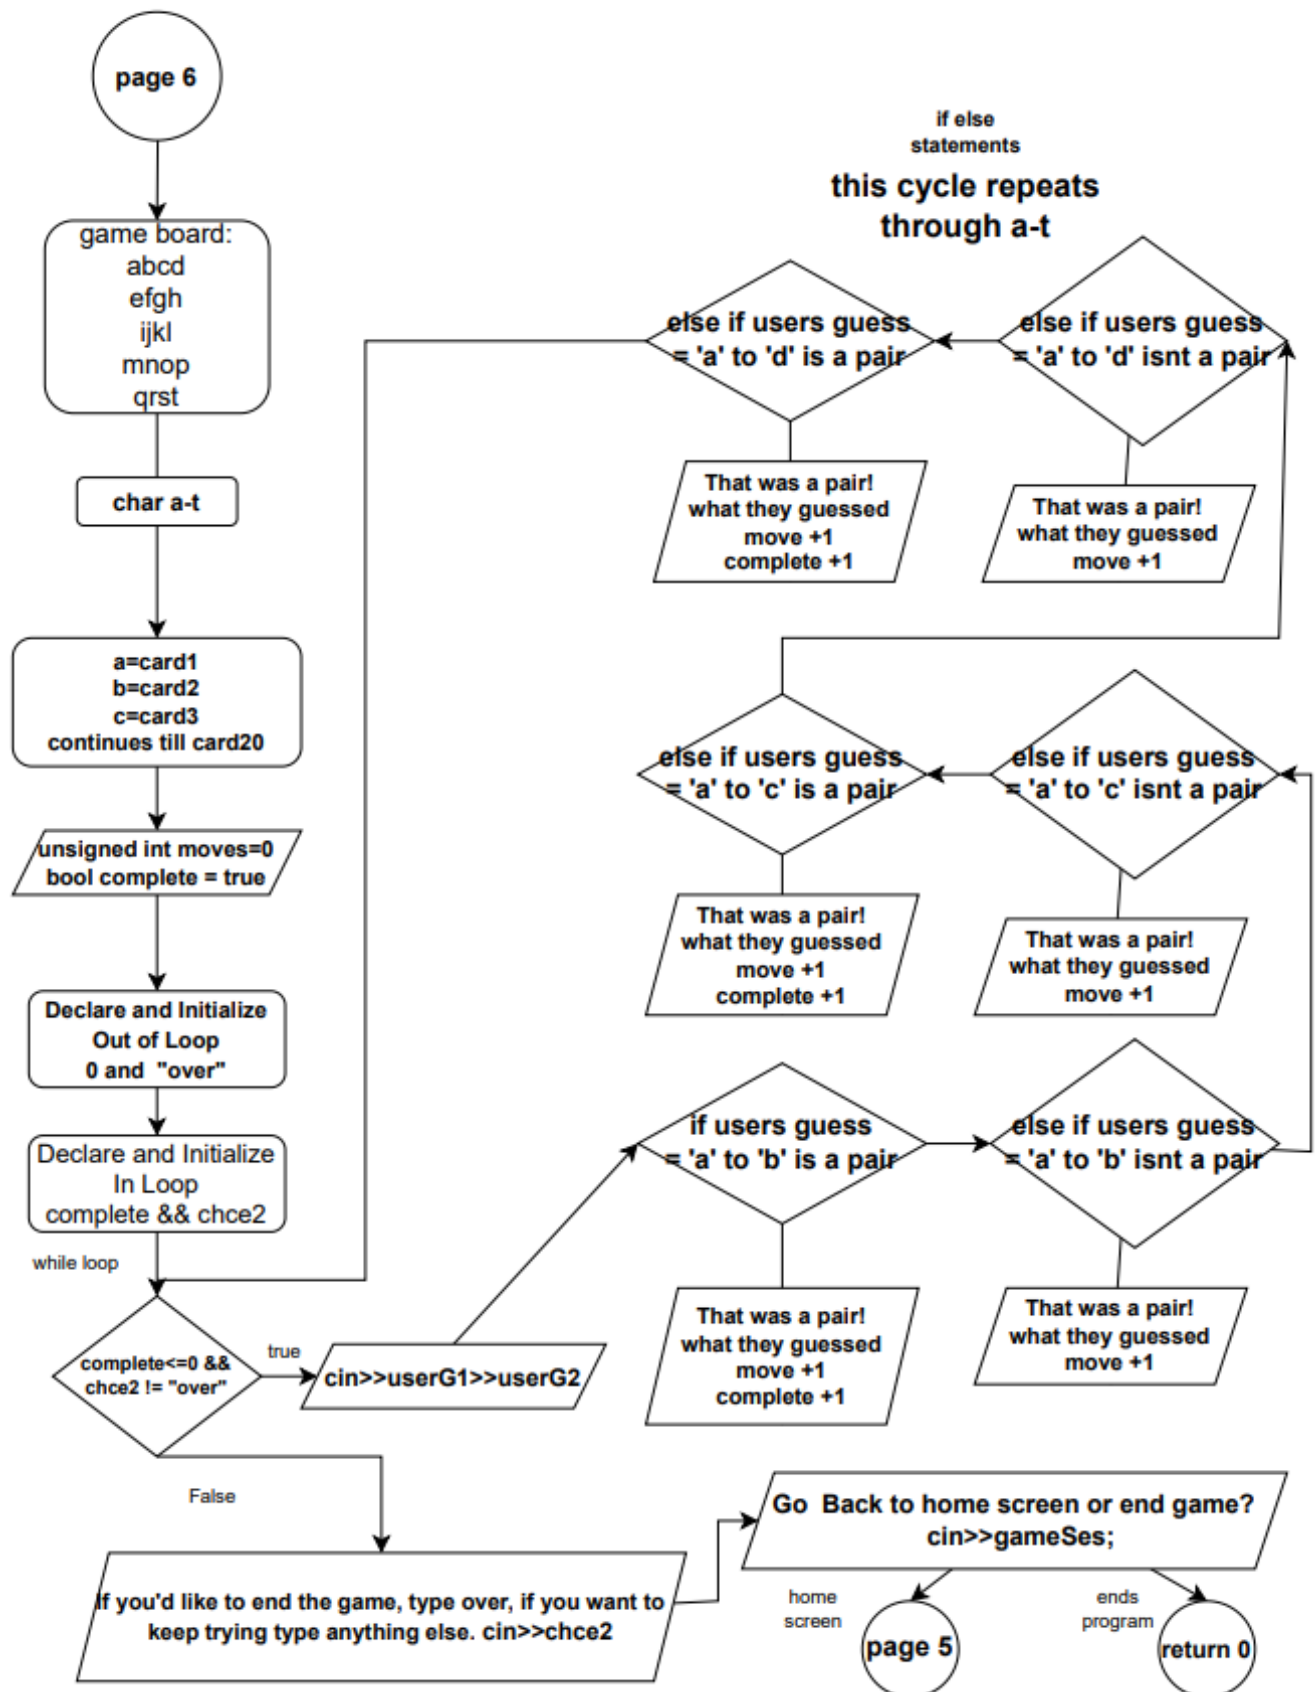 page 6
game board:
abcd
efgh
ijkl
mnop
qrst
char a-t
a=card1
b=card2
c=card3
continues till card20
unsigned int moves=0
bool complete = true
Declare and Initialize
Out of Loop
0 and "over"
Declare and Initialize
In Loop
complete && chce2
while loop
complete<=0 &&
chce2 != "over"
true
cin>>userG1>>userG2
False
If you'd like to end the game, type over, if you want to
keep trying type anything else. cin>>chce2
if else
statements
this cycle repeats
through a-t
else if users guess
= 'a' to 'd' is a pair
else if users guess
= 'a' to 'd' isnt a pair
That was a pair!
what they guessed
move +1
complete +1
That was a pair!
what they guessed
move +1
else if users guess
= 'a' to 'c' is a pair
else if users guess
= 'a' to 'c' isnt a pair
That was a pair!
what they guessed
move +1
complete +1
That was a pair!
what they guessed
move +1
if users guess
= 'a' to 'b' is a pair
else if users guess
= 'a' to 'b' isnt a pair
That was a pair!
what they guessed
move +1
complete +1
That was a pair!
what they guessed
move +1
Go Back to home screen or end game?
cin>>gameSes;
home
screen
ends
program
page 5
return 0